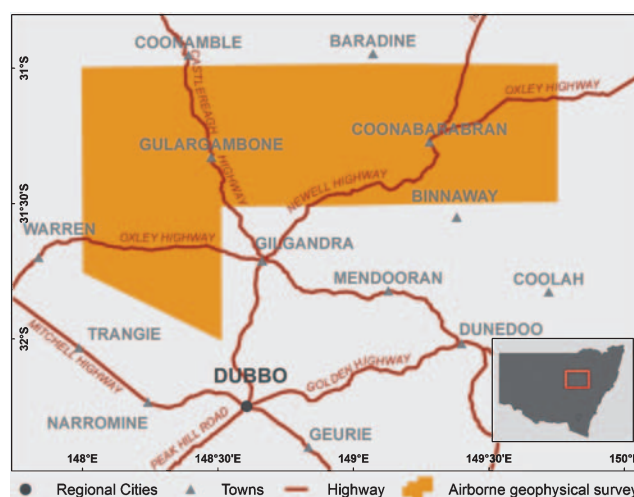 COONAMBLE
BARADINE
31°S
CASTLEREAGH HIGHWAY
OXLEY HIGHWAY
COONABARABRAN
GULARGAMBONE
NEWELL HIGHWAY
BINNAWAY
31°30'S
WARREN
OXLEY HIGHWAY
GILGANDRA
MENDOORAN
COOLAH
MITCHELL HIGHWAY
TRANGIE
32°S
DUNEDOO
DUBBO
GOLDEN HIGHWAY
NARROMINE
PEAK HILL ROAD
GEURIE
148°E
148°30'E
149°E
149°30'E
150°E
Regional Cities
Towns
Highway
Airborne geophysical survey